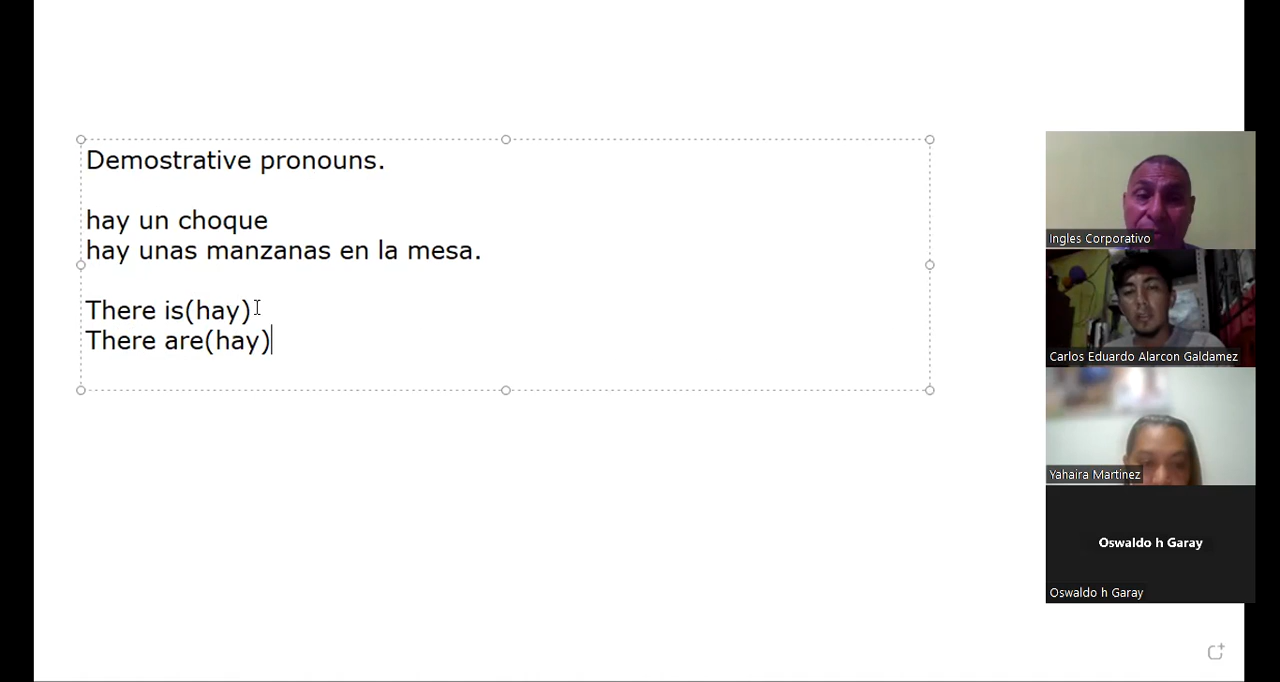 Demostrative pronouns.
hay un choque
hay unas manzanas en la mesa.
There is(hay)
There are(hay)
Ingles Corporativo
Carlos Eduardo Alarcon Galdamez
Yahaira Martinez
Oswaldo h Garay
Oswaldo h Garay